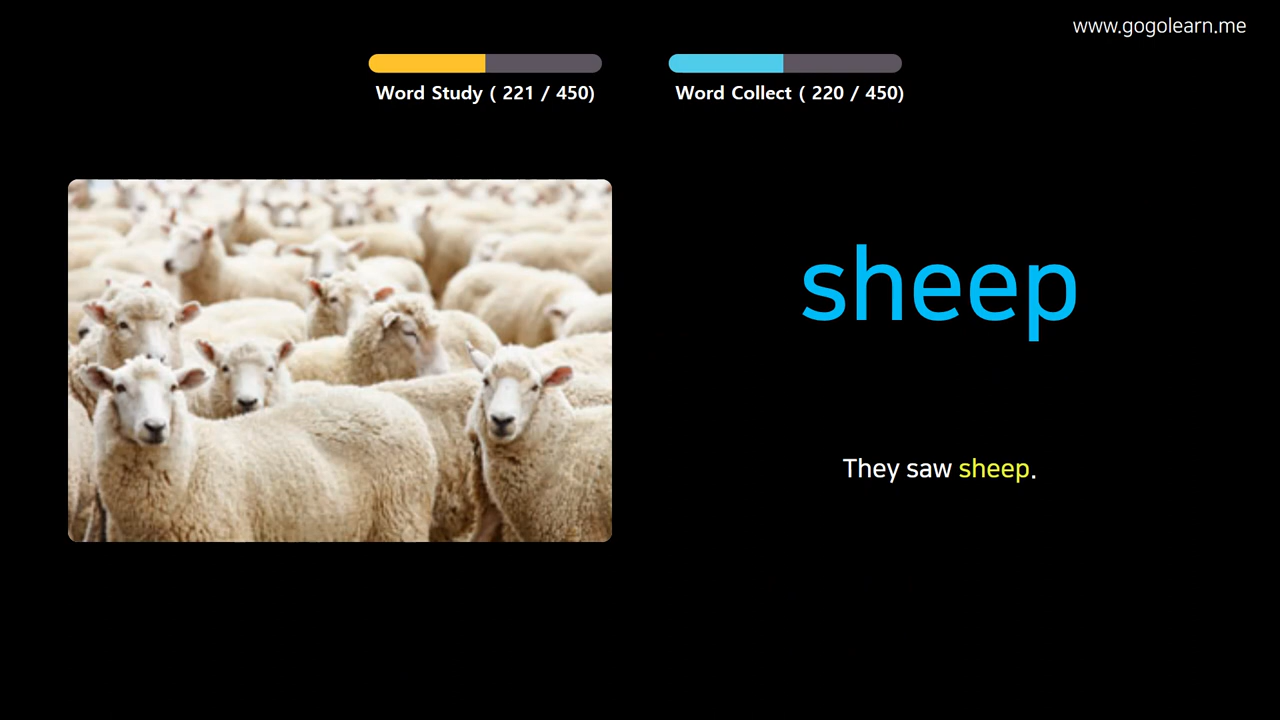 www.gogolearn.me
Word Study ( 221 / 450)
Word Collect ( 220 / 450)
sheep
They saw sheep.